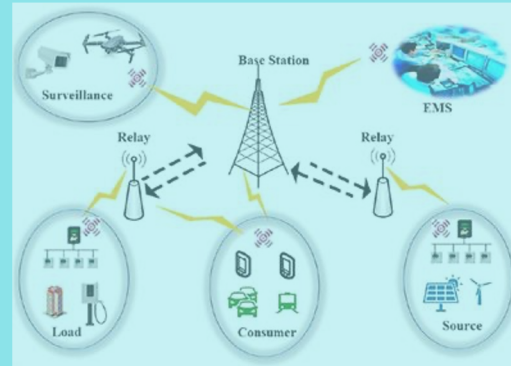 Base Station
Surveillance
EMS
Relay
Relay
Load
Consumer
Source